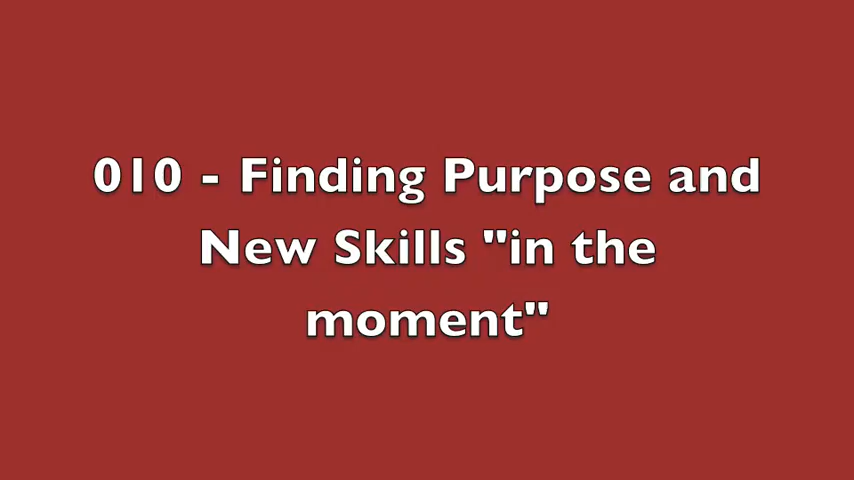 010 - Finding Purpose and
New Skills "in the
moment"